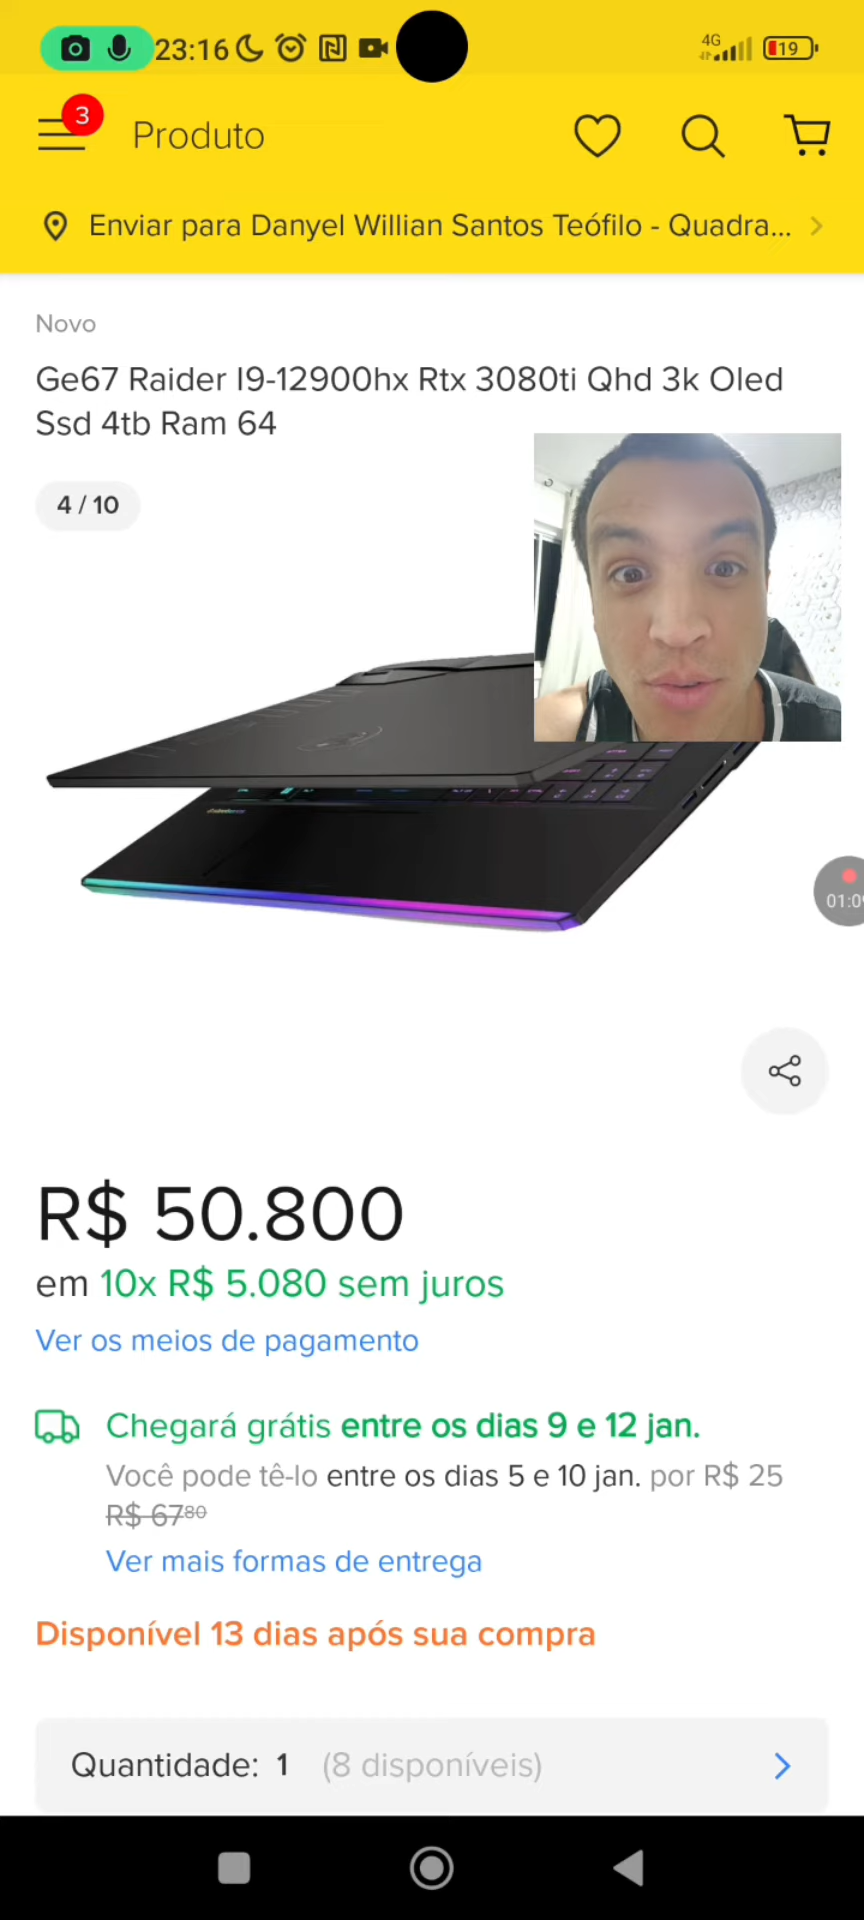 23:16
4G
19
3
Produto
Enviar para Danyel Willian Santos Teófilo - Quadra...
Novo
Ge67 Raider I9-12900hx Rtx 3080ti Qhd 3k Oled
Ssd 4tb Ram 64
4 / 10
R$ 50.800
em 10x R$ 5.080 sem juros
Ver os meios de pagamento
Chegará grátis entre os dias 9 e 12 jan.
Você pode tê-lo entre os dias 5 e 10 jan. por R$ 25
R$ 6780
Ver mais formas de entrega
Disponível 13 dias após sua compra
Quantidade: 1 (8 disponíveis)